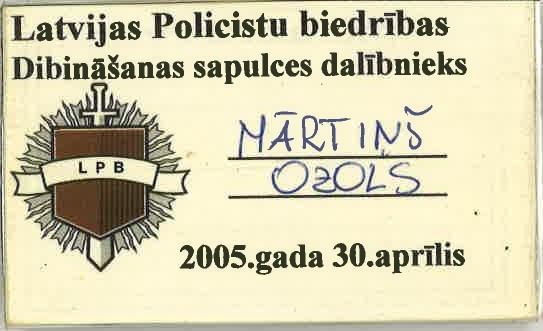 Latvijas Policistu biedrības
Dibināšanas sapulces dalībnieks
MĀRTIŅŠ
OZOLS
LPB
2005.gada 30.aprīlis